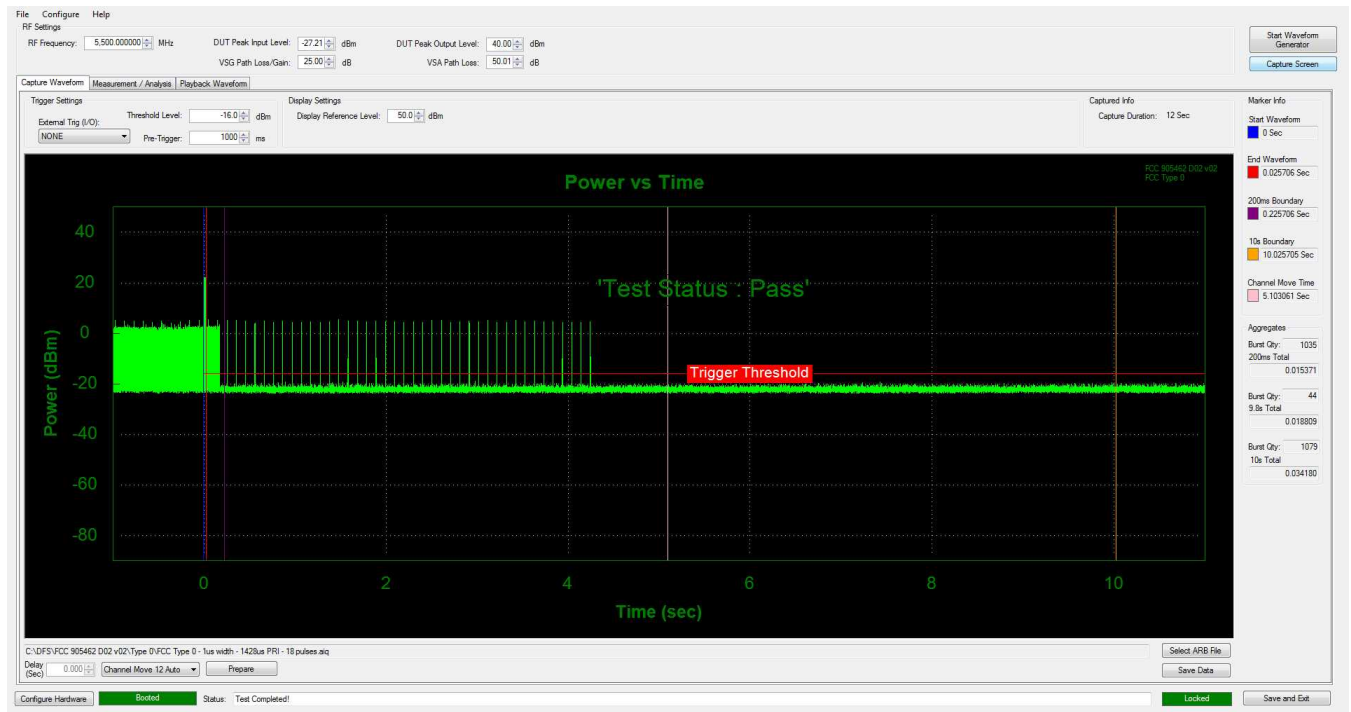 File Configure Help
RF Settings
RF Frequency: 5,500.000000 MHz DUT Peak Input Level: -27.21 dBm DUT Peak Output Level: 40.00 dBm
VSG Path Loss/Gain: 25.00 dB VSA Path Loss: 50.01 dB
Start Waveform Generator
Capture Screen
Capture Waveform Measurement / Analysis Playback Waveform
Trigger Settings
External Trig (I/O): Threshold Level: -16.0 dBm
NONE Pre-Trigger: 1000 ms
Display Settings
Display Reference Level: 50.0 dBm
Captured Info
Capture Duration: 12 Sec
Marker Info
Start Waveform
0 Sec
End Waveform
0.025706 Sec
200ms Boundary
0.225706 Sec
10s Boundary
10.025705 Sec
Channel Move Time
5.103061 Sec
Aggregates
Burst Qty: 1035
200ms Total
0.015371
Burst Qty: 44
9.8s Total
0.018809
Burst Qty: 1079
10s Total
0.034180
Power vs Time
FCC 905462 D02 v02
FCC Type 0
'Test Status : Pass'
Trigger Threshold
Power (dBm)
40
20
0
-20
-40
-60
-80
0 2 4 6 8 10
Time (sec)
C:\DFS\FCC 905462 D02 v02\Type 0\FCC Type 0 - 1us width - 1428us PRI - 18 pulses.aiq
Select ARB File
Delay (Sec) 0.000 Channel Move 12 Auto Prepare
Save Data
Configure Hardware Booted Status: Test Completed! Locked Save and Exit